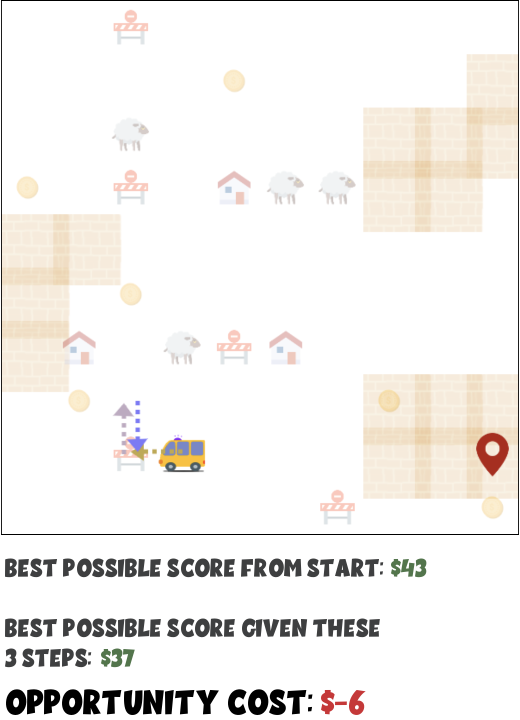 BEST POSSIBLE SCORE FROM START: $43
BEST POSSIBLE SCORE GIVEN THESE
3 STEPS: $37
OPPORTUNITY COST: $-6